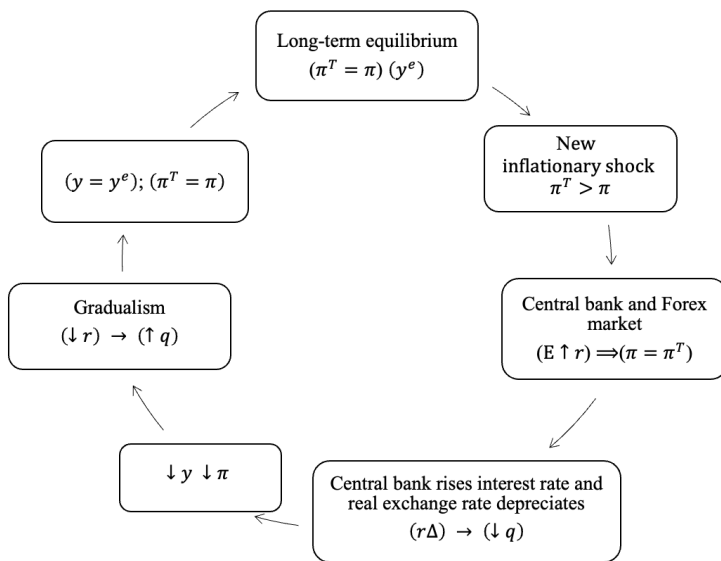 Long-term equilibrium
(π^T = π) (y^e)
New
inflationary shock
π^T > π
Central bank and Forex
market
(E ↑ r) ⟹(π = π^T)
Central bank rises interest rate and
real exchange rate depreciates
(rΔ) → (↓ q)
↓ y ↓ π
Gradualism
(↓ r) → (↑ q)
(y = y^e); (π^T = π)